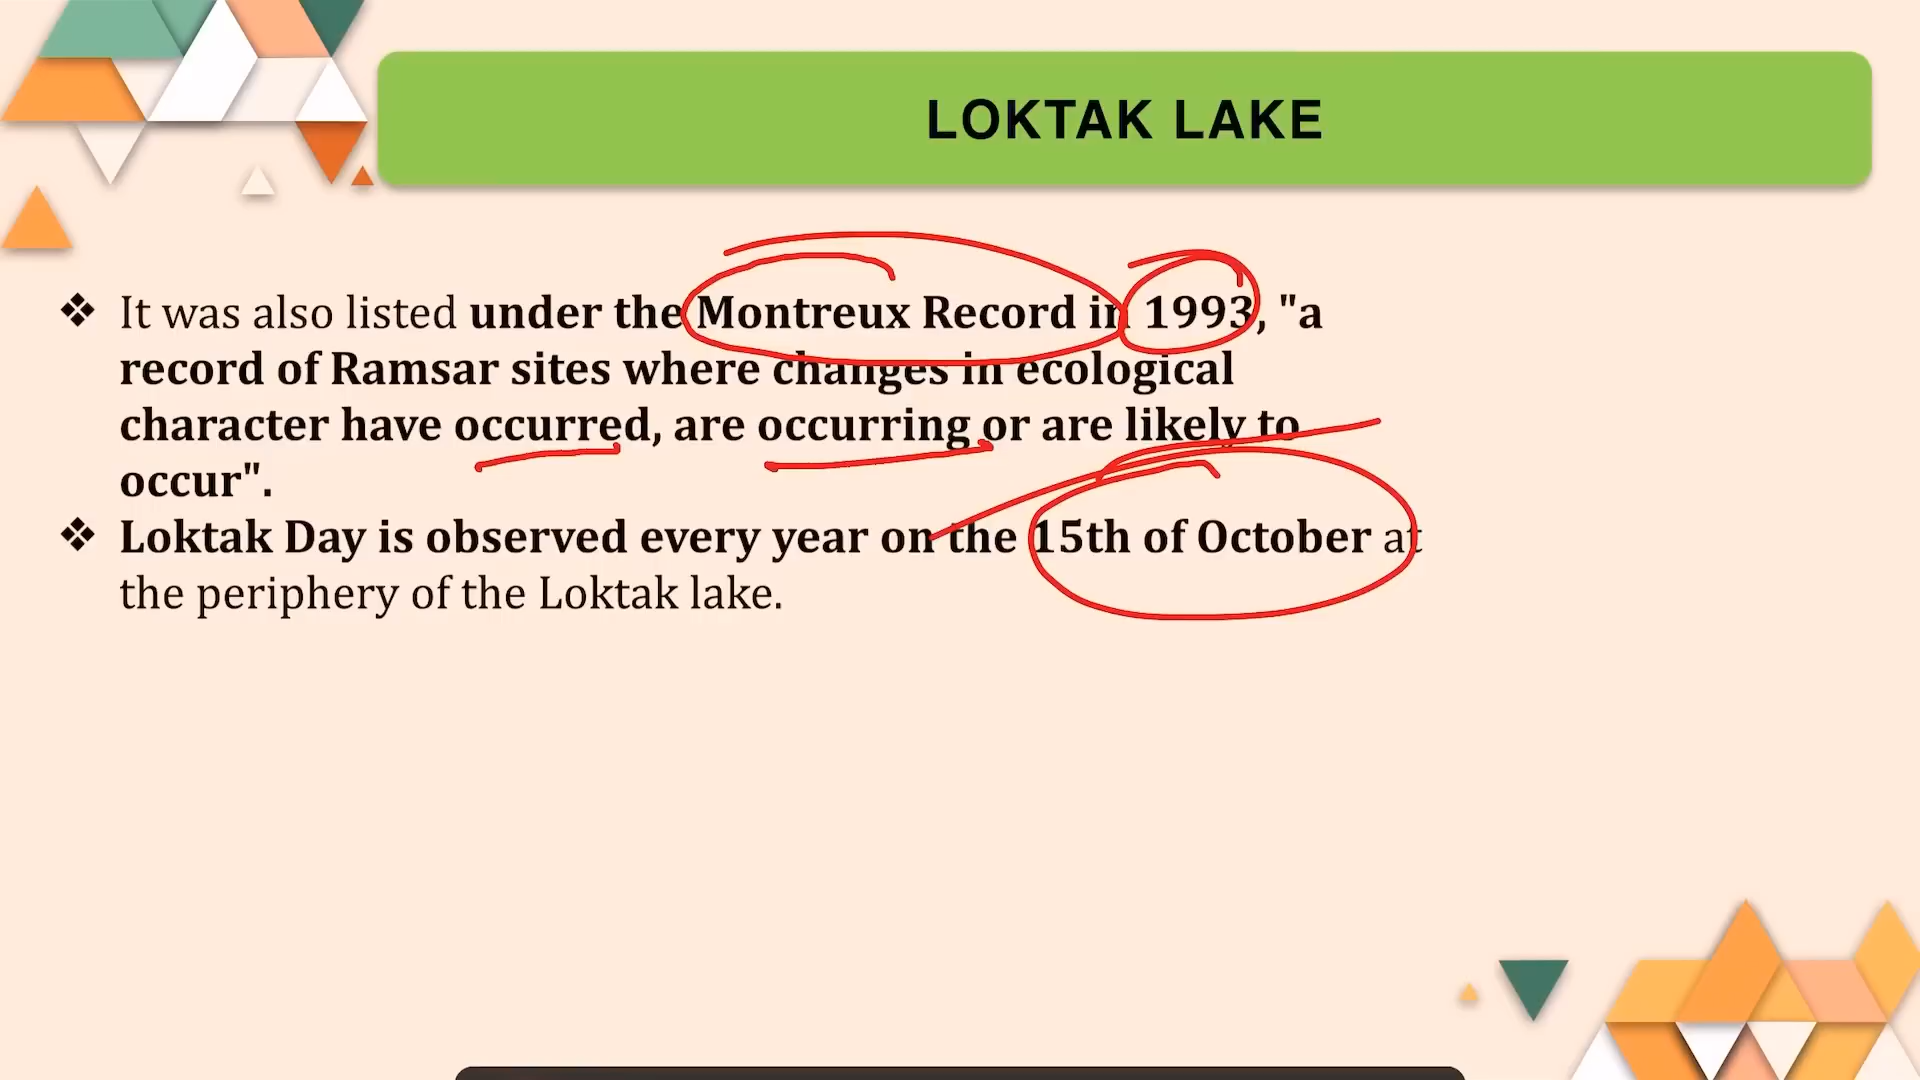 LOKTAK LAKE
❖ It was also listed under the Montreux Record in 1993, "a
record of Ramsar sites where changes in ecological
character have occurred, are occurring or are likely to
occur".
❖ Loktak Day is observed every year on the 15th of October at
the periphery of the Loktak lake.